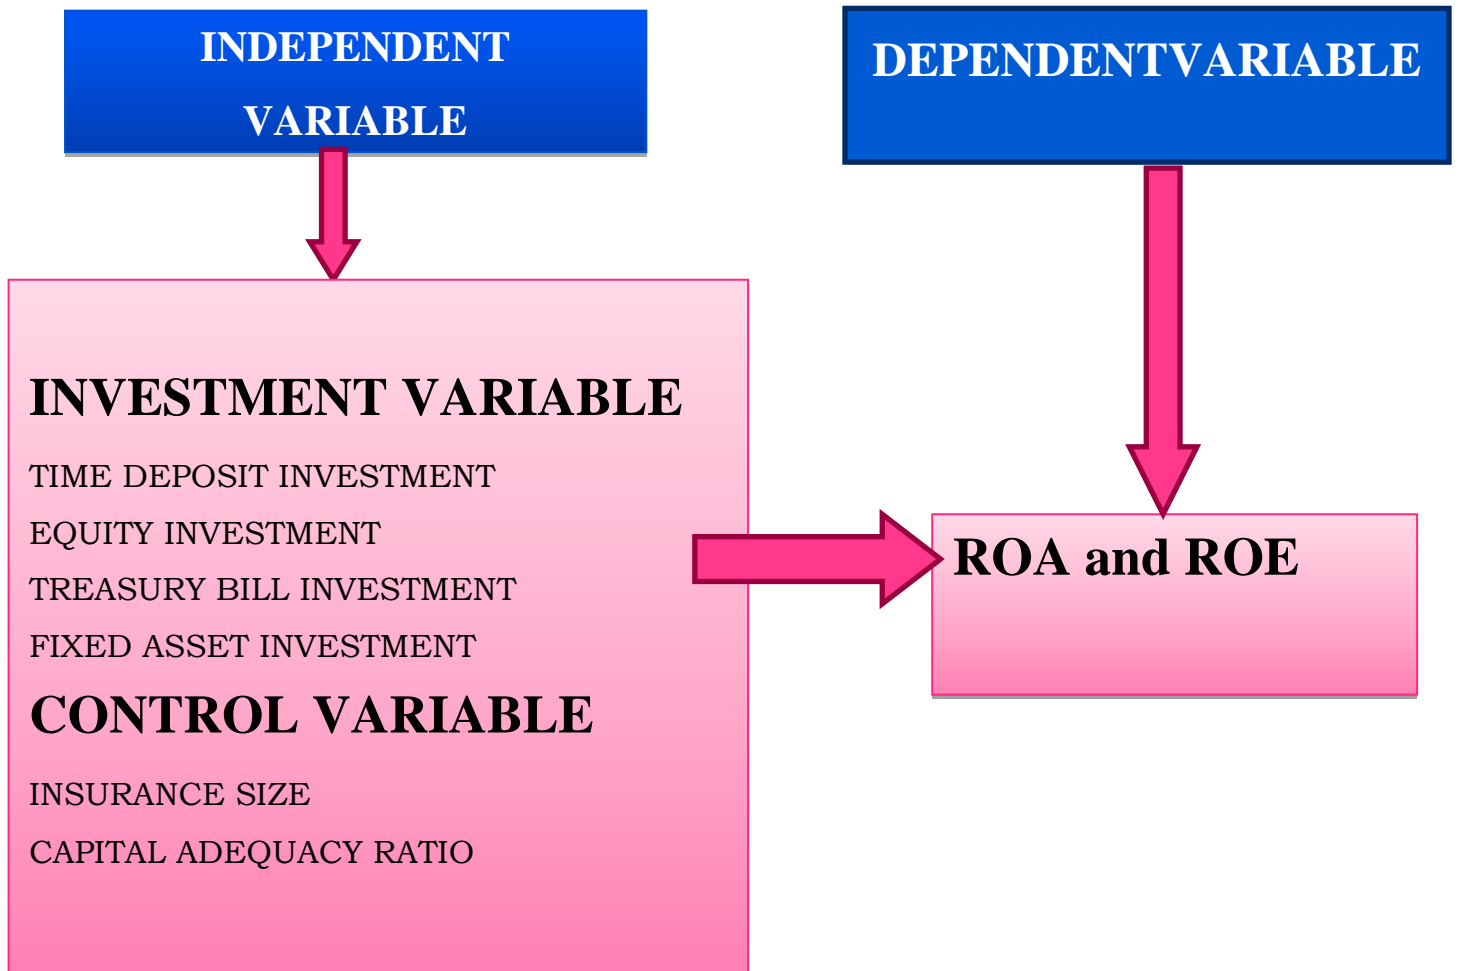 INDEPENDENT
VARIABLE
DEPENDENTVARIABLE
INVESTMENT VARIABLE
TIME DEPOSIT INVESTMENT
EQUITY INVESTMENT
TREASURY BILL INVESTMENT
FIXED ASSET INVESTMENT
CONTROL VARIABLE
INSURANCE SIZE
CAPITAL ADEQUACY RATIO
ROA and ROE